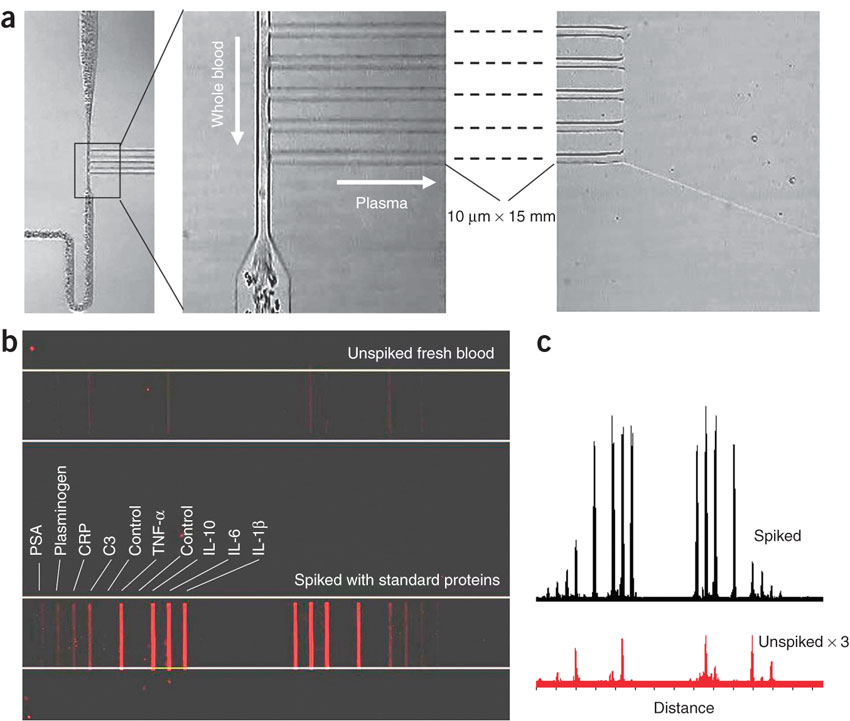 a
Whole blood
Plasma
10 μm × 15 mm
b
Unspiked fresh blood
PSA
Plasminogen
CRP
C3
Control
TNF-α
Control
IL-10
IL-6
IL-1β
Spiked with standard proteins
c
Spiked
Unspiked × 3
Distance